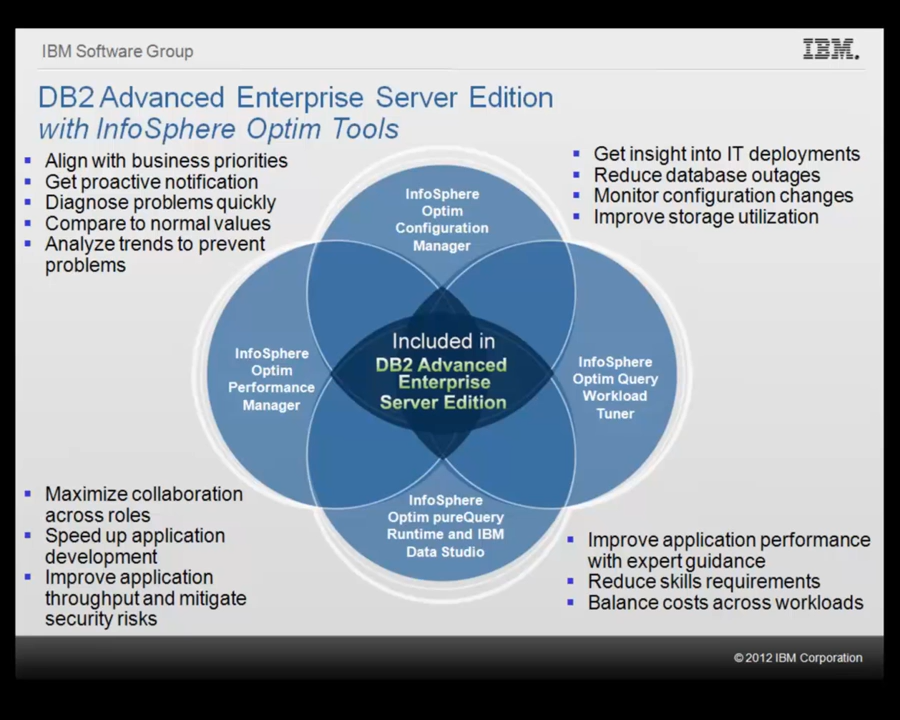 IBM Software Group
IBM.
DB2 Advanced Enterprise Server Edition
with InfoSphere Optim Tools
▪ Align with business priorities
▪ Get proactive notification
▪ Diagnose problems quickly
▪ Compare to normal values
▪ Analyze trends to prevent
problems
▪ Get insight into IT deployments
▪ Reduce database outages
▪ Monitor configuration changes
▪ Improve storage utilization
InfoSphere
Optim
Configuration
Manager
InfoSphere
Optim
Performance
Manager
Included in
DB2 Advanced
Enterprise
Server Edition
InfoSphere
Optim Query
Workload
Tuner
InfoSphere
Optim pureQuery
Runtime and IBM
Data Studio
▪ Maximize collaboration
across roles
▪ Speed up application
development
▪ Improve application
throughput and mitigate
security risks
▪ Improve application performance
with expert guidance
▪ Reduce skills requirements
▪ Balance costs across workloads
© 2012 IBM Corporation